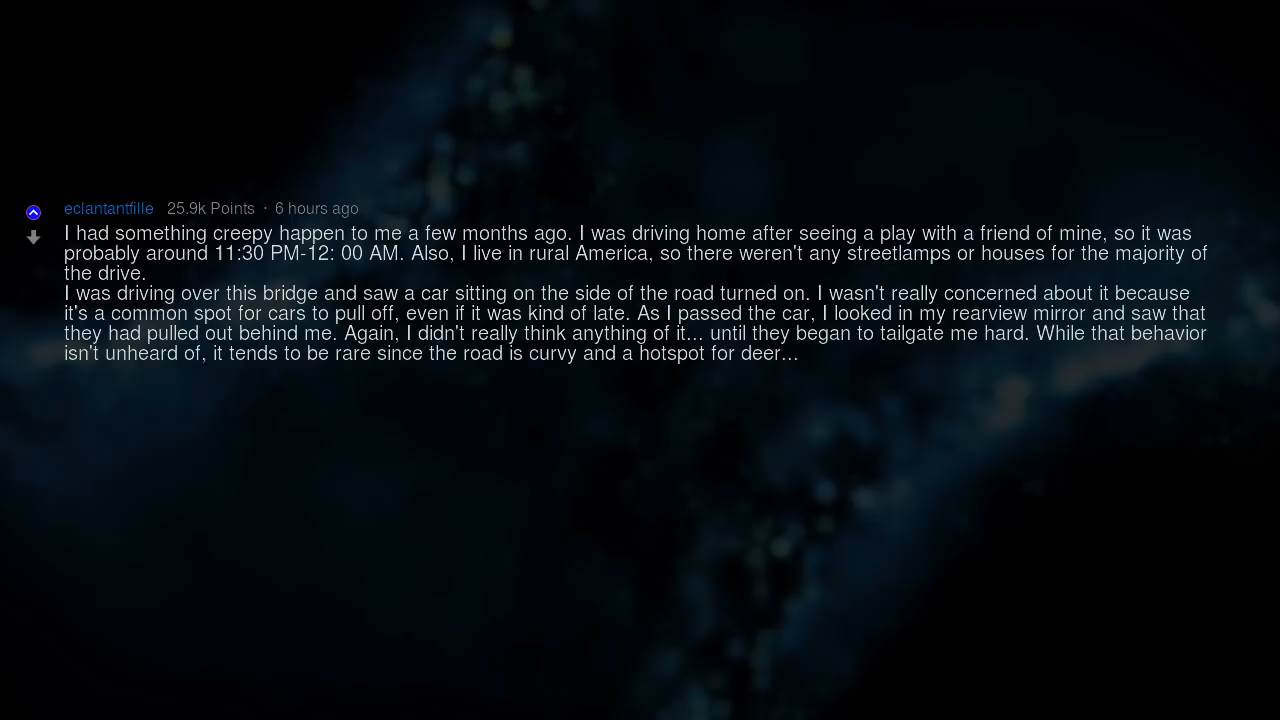 eclantantfille 25.9k Points · 6 hours ago
I had something creepy happen to me a few months ago. I was driving home after seeing a play with a friend of mine, so it was
probably around 11:30 PM-12: 00 AM. Also, I live in rural America, so there weren't any streetlamps or houses for the majority of
the drive.
I was driving over this bridge and saw a car sitting on the side of the road turned on. I wasn't really concerned about it because
it's a common spot for cars to pull off, even if it was kind of late. As I passed the car, I looked in my rearview mirror and saw that
they had pulled out behind me. Again, I didn't really think anything of it... until they began to tailgate me hard. While that behavior
isn't unheard of, it tends to be rare since the road is curvy and a hotspot for deer...